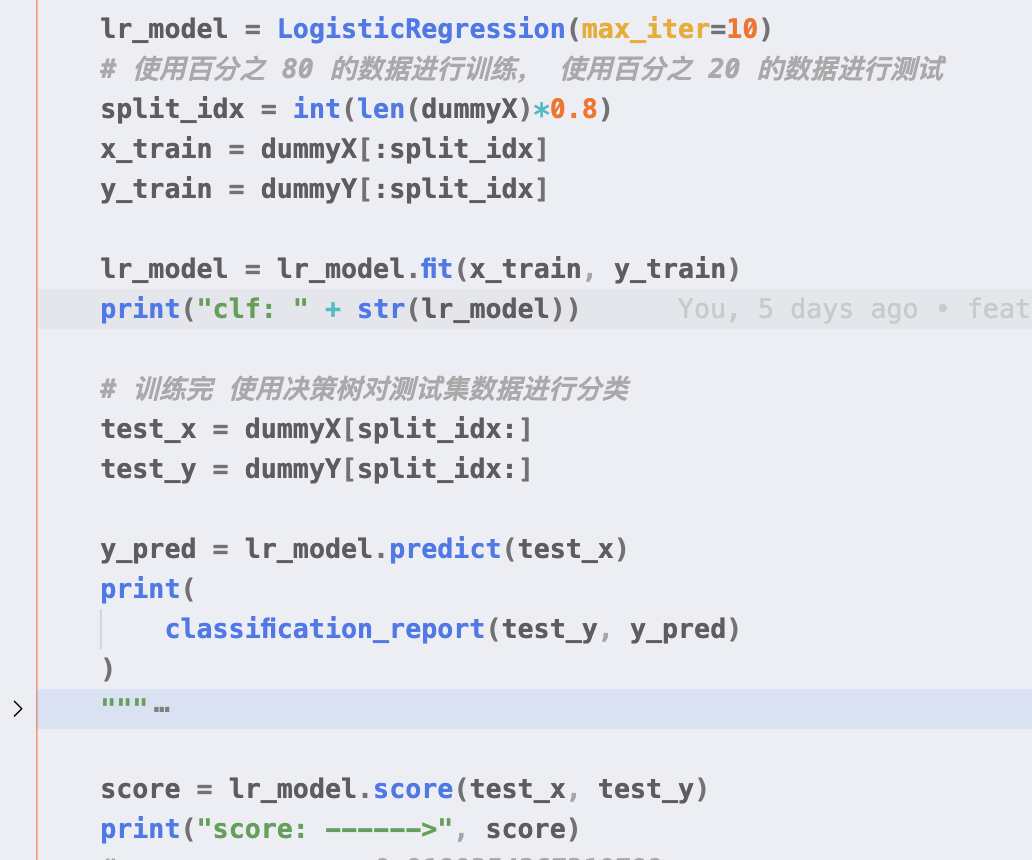 lr_model = LogisticRegression(max_iter=10)
# 使用百分之 80 的数据进行训练， 使用百分之 20 的数据进行测试
split_idx = int(len(dummyX)*0.8)
x_train = dummyX[:split_idx]
y_train = dummyY[:split_idx]
lr_model = lr_model.fit(x_train, y_train)
print("clf: " + str(lr_model)) You, 5 days ago • feat
# 训练完 使用决策树对测试集数据进行分类
test_x = dummyX[split_idx:]
test_y = dummyY[split_idx:]
y_pred = lr_model.predict(test_x)
print(
classification_report(test_y, y_pred)
)
"""…
score = lr_model.score(test_x, test_y)
print("score: ------>", score)